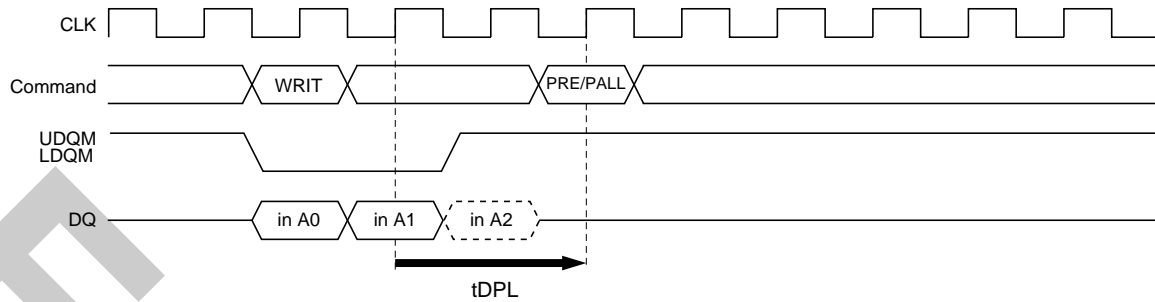 CLK
Command
WRIT
PRE/PALL
UDQM
LDQM
DQ
in A0
in A1
in A2
tDPL